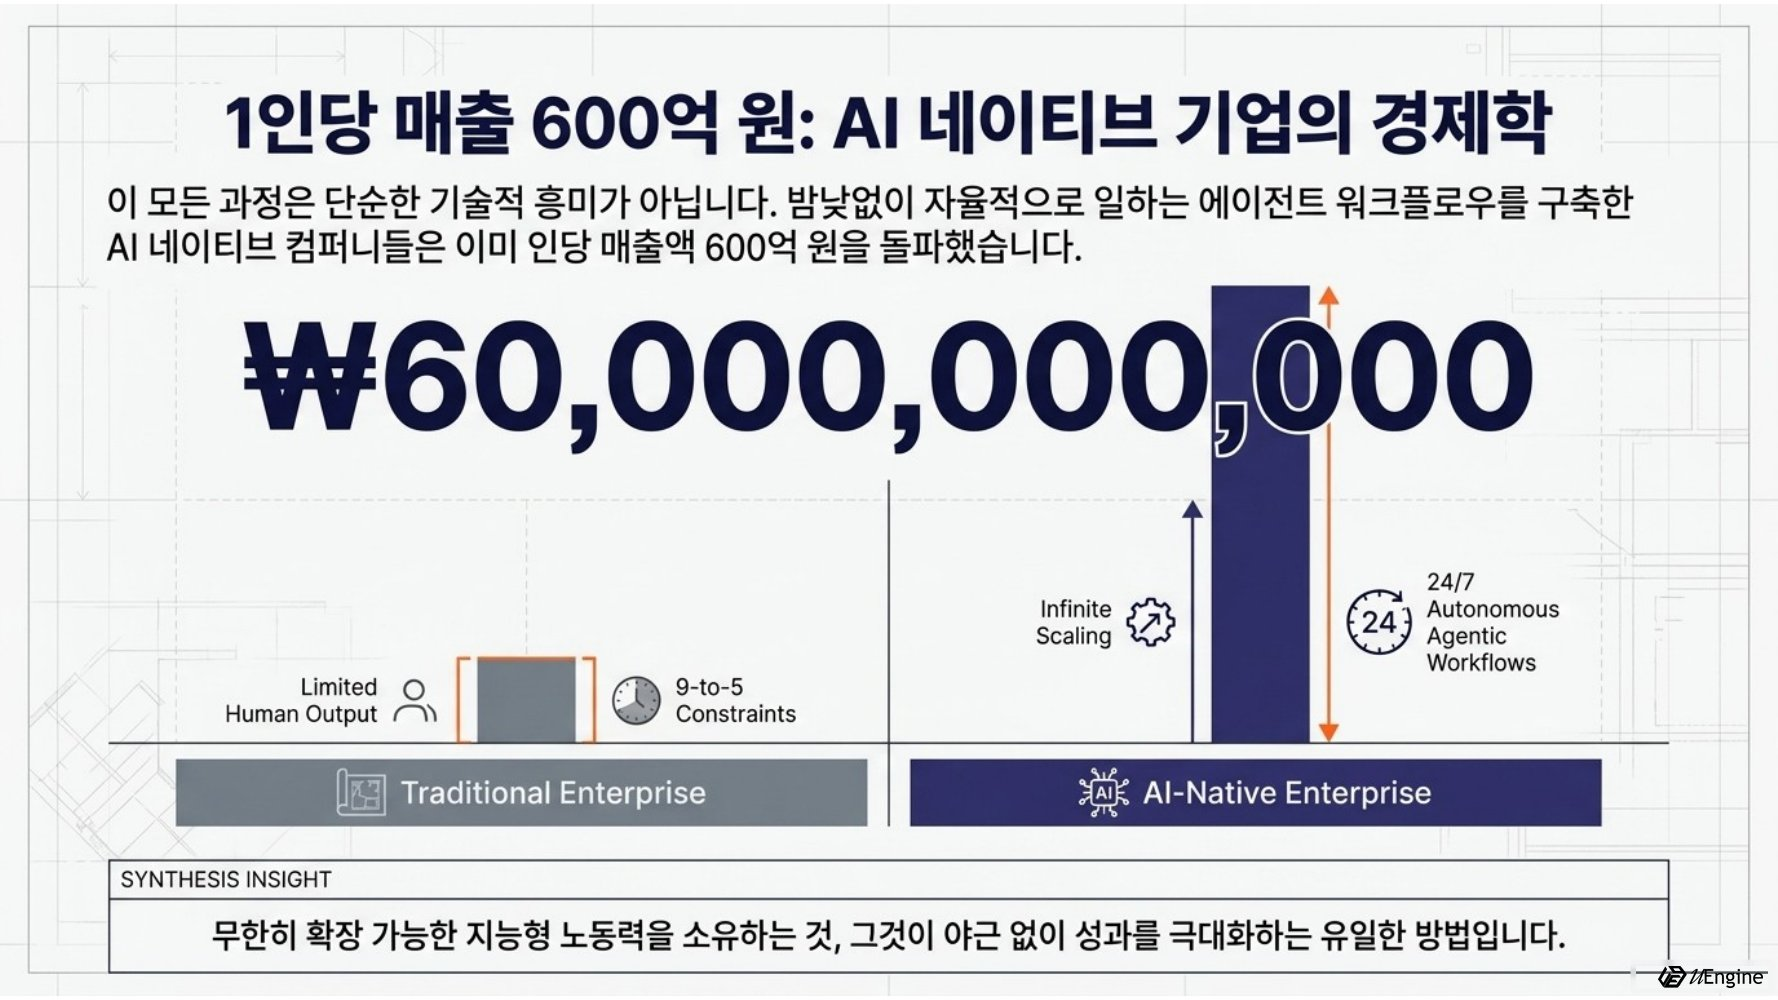 1인당 매출 600억 원: AI 네이티브 기업의 경제학
이 모든 과정은 단순한 기술적 흥미가 아닙니다. 밤낮없이 자율적으로 일하는 에이전트 워크플로우를 구축한
AI 네이티브 컴퍼니들은 이미 인당 매출액 600억 원을 돌파했습니다.
₩60,000,000,000
Limited
Human Output
9-to-5
Constraints
Infinite
Scaling
24
24/7
Autonomous
Agentic
Workflows
Traditional Enterprise
AI
AI-Native Enterprise
SYNTHESIS INSIGHT
무한히 확장 가능한 지능형 노동력을 소유하는 것, 그것이 야근 없이 성과를 극대화하는 유일한 방법입니다.
uEngine